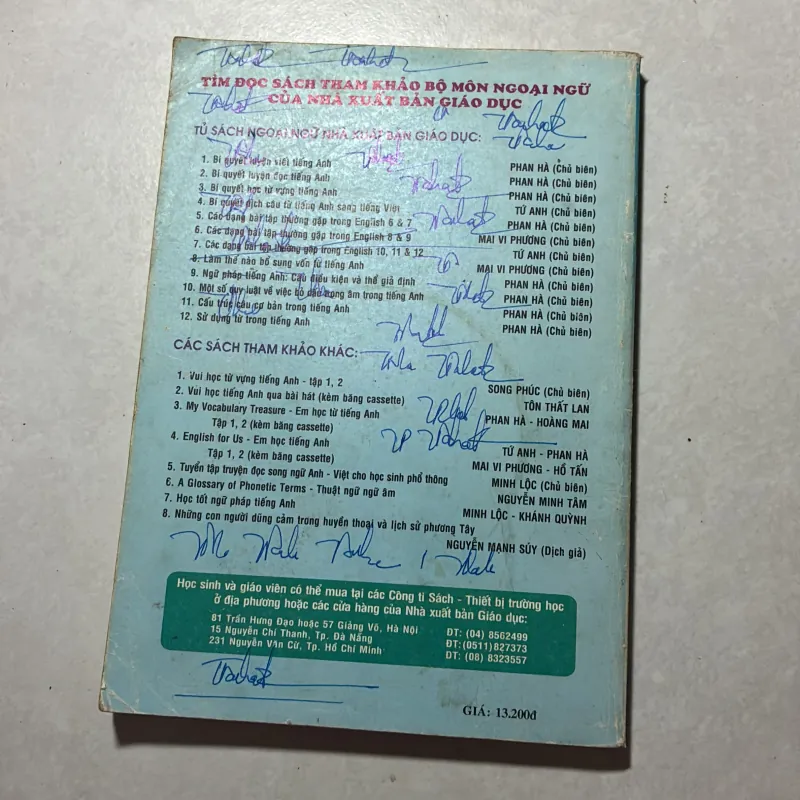 TÌM ĐỌC SÁCH THAM KHẢO BỘ MÔN NGOẠI NGỮ
CỦA NHÀ XUẤT BẢN GIÁO DỤC
TỦ SÁCH NGOẠI NGỮ NHÀ XUẤT BẢN GIÁO DỤC:
1. Bí quyết luyện viết tiếng Anh PHAN HÀ (Chủ biên)
2. Bí quyết luyện đọc tiếng Anh PHAN HÀ (Chủ biên)
3. Bí quyết học từ vựng tiếng Anh PHAN HÀ (Chủ biên)
4. Bí quyết dịch câu từ tiếng Anh sang tiếng Việt TỨ ANH (Chủ biên)
5. Các dạng bài tập thường gặp trong English 6 & 7 PHAN HÀ (Chủ biên)
6. Các dạng bài tập thường gặp trong English 8 & 9 MAI VI PHƯƠNG (Chủ biên)
7. Các dạng bài tập thường gặp trong English 10, 11 & 12 TỨ ANH (Chủ biên)
8. Làm thế nào bổ sung vốn từ tiếng Anh MAI VI PHƯƠNG (Chủ biên)
9. Ngữ pháp tiếng Anh: Câu điều kiện và thể giả định PHAN HÀ (Chủ biên)
10. Một số quy luật về việc bỏ dấu trọng âm trong tiếng Anh PHAN HÀ (Chủ biên)
11. Cấu trúc câu cơ bản trong tiếng Anh PHAN HÀ (Chủ biên)
12. Sử dụng từ trong tiếng Anh PHAN HÀ (Chủ biên)
CÁC SÁCH THAM KHẢO KHÁC:
1. Vui học từ vựng tiếng Anh - tập 1, 2 SONG PHÚC (Chủ biên)
2. Vui học tiếng Anh qua bài hát (kèm băng cassette) TÔN THẤT LAN
3. My Vocabulary Treasure - Em học từ tiếng Anh PHAN HÀ - HOÀNG MAI
Tập 1, 2 (kèm băng cassette)
4. English for Us - Em học tiếng Anh TỨ ANH - PHAN HÀ
Tập 1, 2 (kèm băng cassette) MAI VI PHƯƠNG - HỒ TẤN
5. Tuyển tập truyện đọc song ngữ Anh - Việt cho học sinh phổ thông MINH LỘC (Chủ biên)
6. A Glossary of Phonetic Terms - Thuật ngữ ngữ âm NGUYỄN MINH TÂM
7. Học tốt ngữ pháp tiếng Anh MINH LỘC - KHÁNH QUỲNH
8. Những con người dũng cảm trong huyền thoại và lịch sử phương Tây
NGUYỄN MẠNH SỦY (Dịch giả)
Học sinh và giáo viên có thể mua tại các Công ti Sách - Thiết bị trường học
ở địa phương hoặc các cửa hàng của Nhà xuất bản Giáo dục:
81 Trần Hưng Đạo hoặc 57 Giảng Võ, Hà Nội ĐT: (04) 8562499
15 Nguyễn Chí Thanh, Tp. Đà Nẵng ĐT: (0511) 827373
231 Nguyễn Văn Cừ, Tp. Hồ Chí Minh ĐT: (08) 8323557
GIÁ: 13.200đ